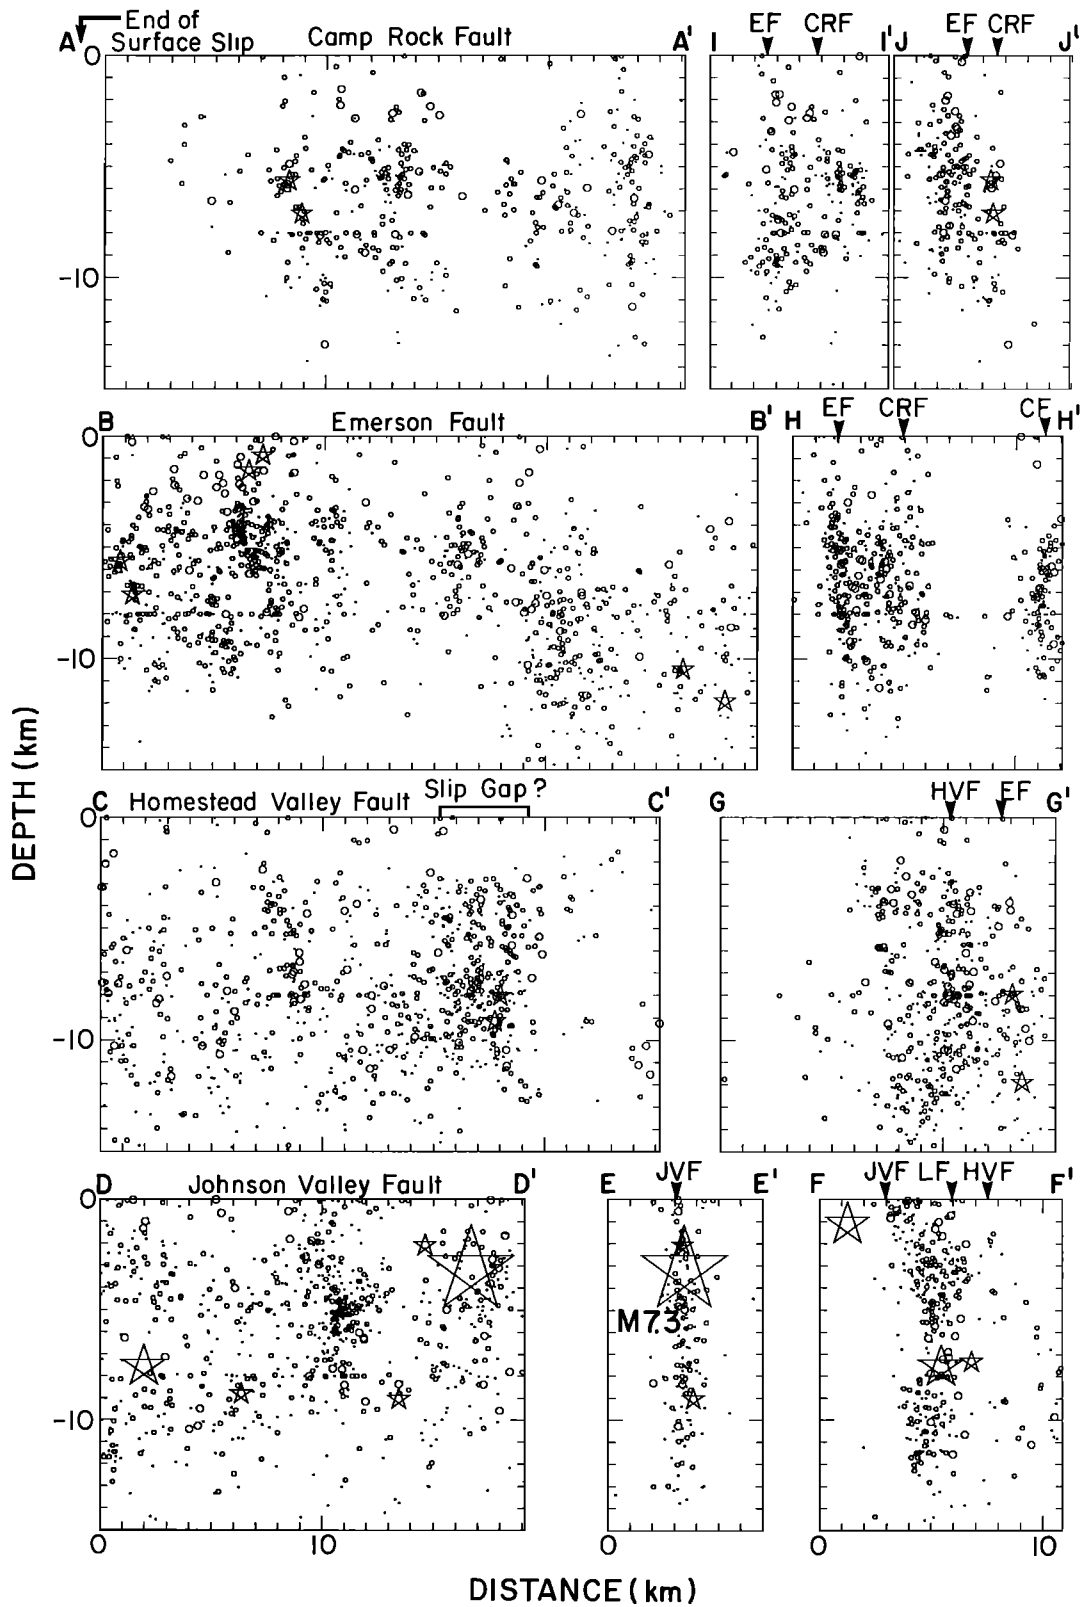 End of
A Surface Slip Camp Rock Fault A'
I EF CRF I'
J EF CRF J'
0
-10
B Emerson Fault B'
H EF CRF CF H'
0
-10
C Homestead Valley Fault Slip Gap? C'
G HVF EF G'
0
-10
D Johnson Valley Fault D'
E JVF E'
F JVF LF HVF F'
0
M7.3
-10
0 10
0
0 10
DEPTH (km)
DISTANCE (km)